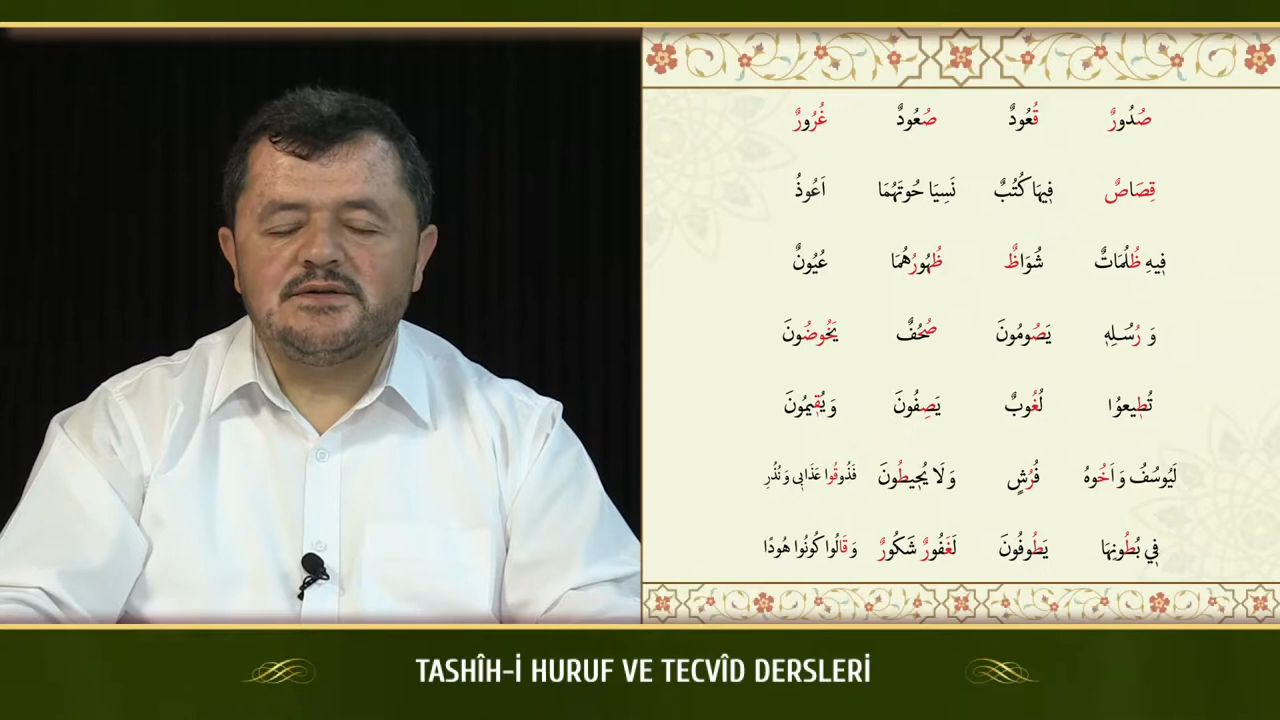 صُدُورٌ قُعُودٌ صُعُودٌ غُرُورٌ
قِصَاصٌ فِيهَا كُتُبٌ نَسِيَا حُوتَهُمَا اَعُوذُ
فِيهِ ظُلُمَاتٌ شُوَاظٌ ظُهُورُهُمَا عُيُونٌ
وَ رُسُلِهِ يَصُومُونَ صُحُفٌ يَخُوضُونَ
تُطِيعوُا لُغُوبٌ يَصِفُونَ وَ يُقِيمُونَ
لَيُوسُفُ وَ اَخُوهُ فُرُشٍ وَ لَا يُحِيطُونَ فَذُوقُوا عَذَابِى وَ نُذُرِ
فِي بُطُونِهَا يَطُوفُونَ لَغَفُورٌ شَكُورٌ وَ قَالُوا كُونُوا هُودًا
TASHÎH-İ HURUF VE TECVÎD DERSLERİ